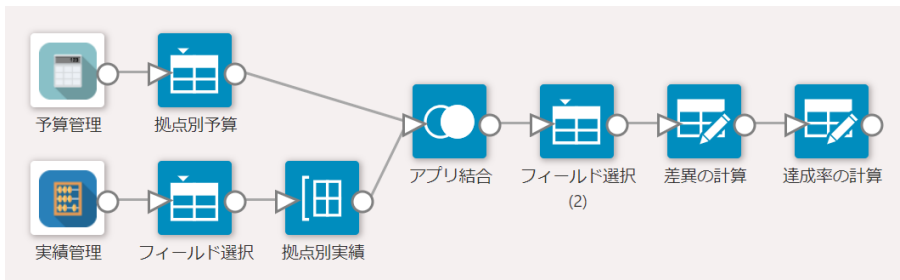 予算管理
拠点別予算
アプリ結合
フィールド選択
(2)
差異の計算
達成率の計算
実績管理
フィールド選択
拠点別実績